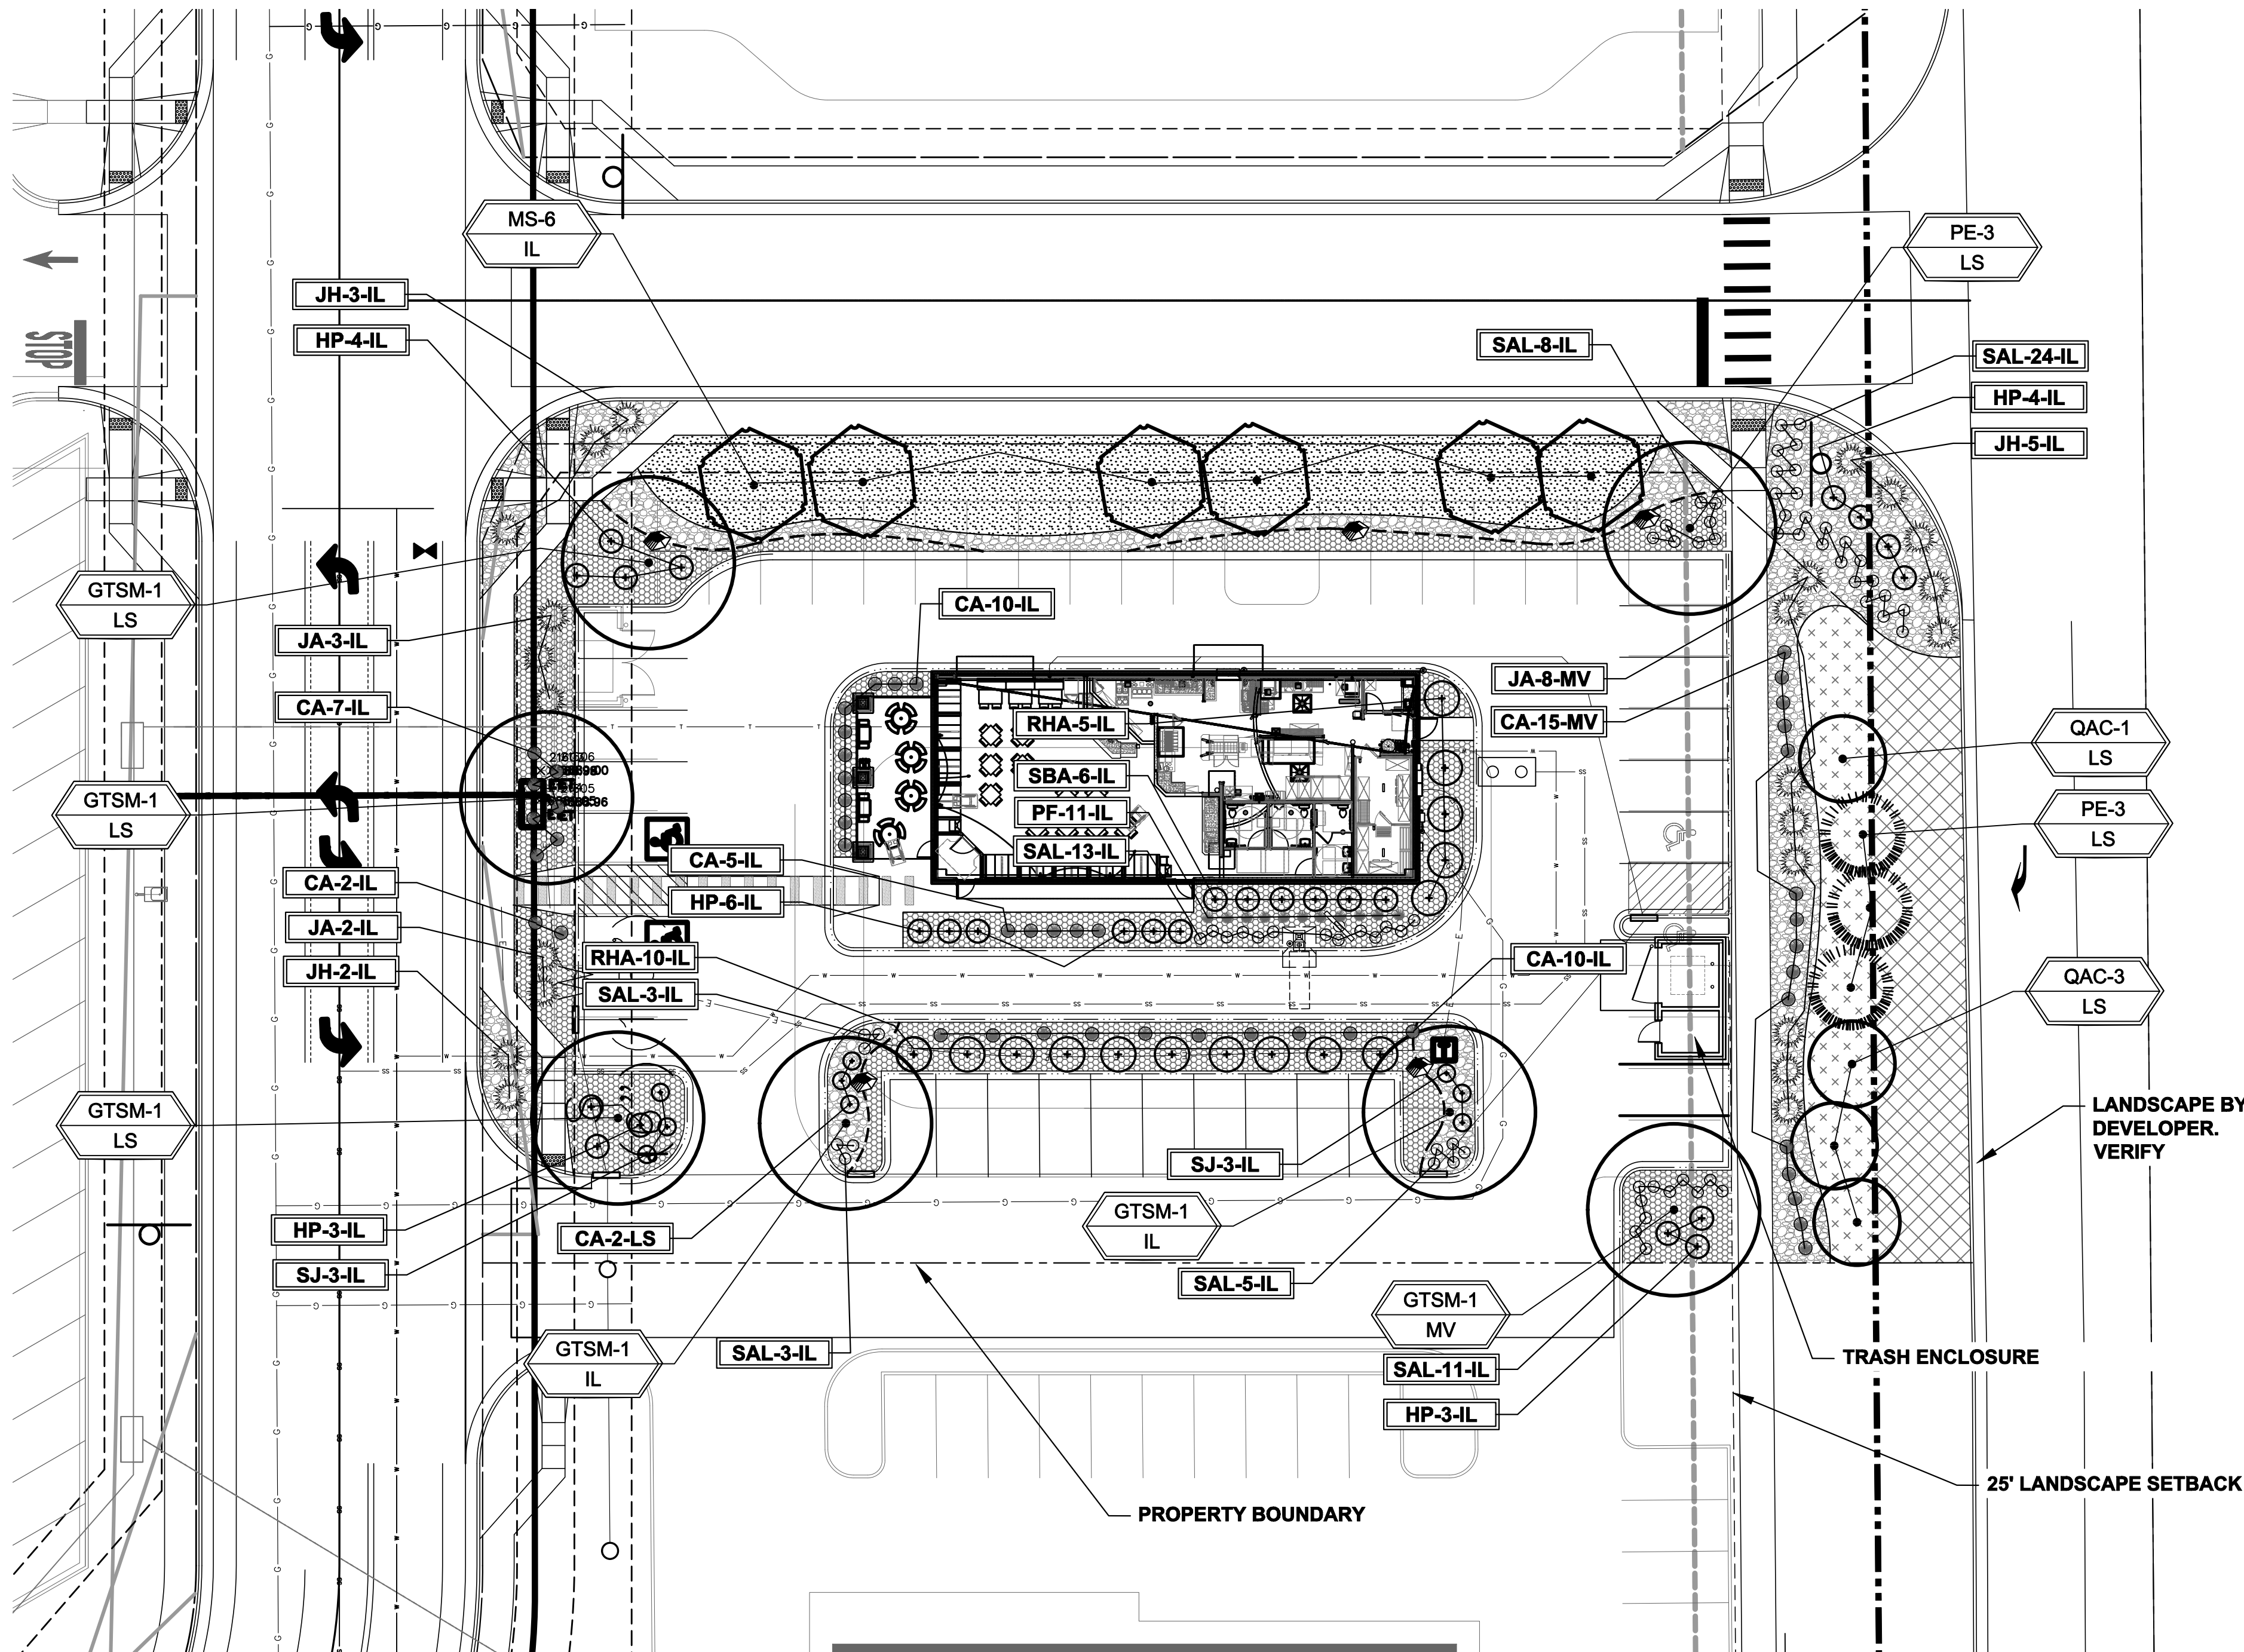 MS-6
IL
PE-3
LS
JH-3-IL
HP-4-IL
STOP
SAL-8-IL
SAL-24-IL
HP-4-IL
JH-5-IL
GTSM-1
LS
CA-10-IL
JA-3-IL
CA-7-IL
RHA-5-IL
JA-8-MV
CA-15-MV
QAC-1
LS
SBA-6-IL
PF-11-IL
SAL-13-IL
GTSM-1
LS
PE-3
LS
CA-5-IL
HP-6-IL
CA-2-IL
JA-2-IL
JH-2-IL
RHA-10-IL
SAL-3-IL
CA-10-IL
QAC-3
LS
GTSM-1
LS
SJ-3-IL
LANDSCAPE BY
DEVELOPER.
VERIFY
HP-3-IL
SJ-3-IL
CA-2-LS
GTSM-1
IL
SAL-5-IL
GTSM-1
MV
GTSM-1
IL
SAL-3-IL
SAL-11-IL
HP-3-IL
TRASH ENCLOSURE
25' LANDSCAPE SETBACK
PROPERTY BOUNDARY